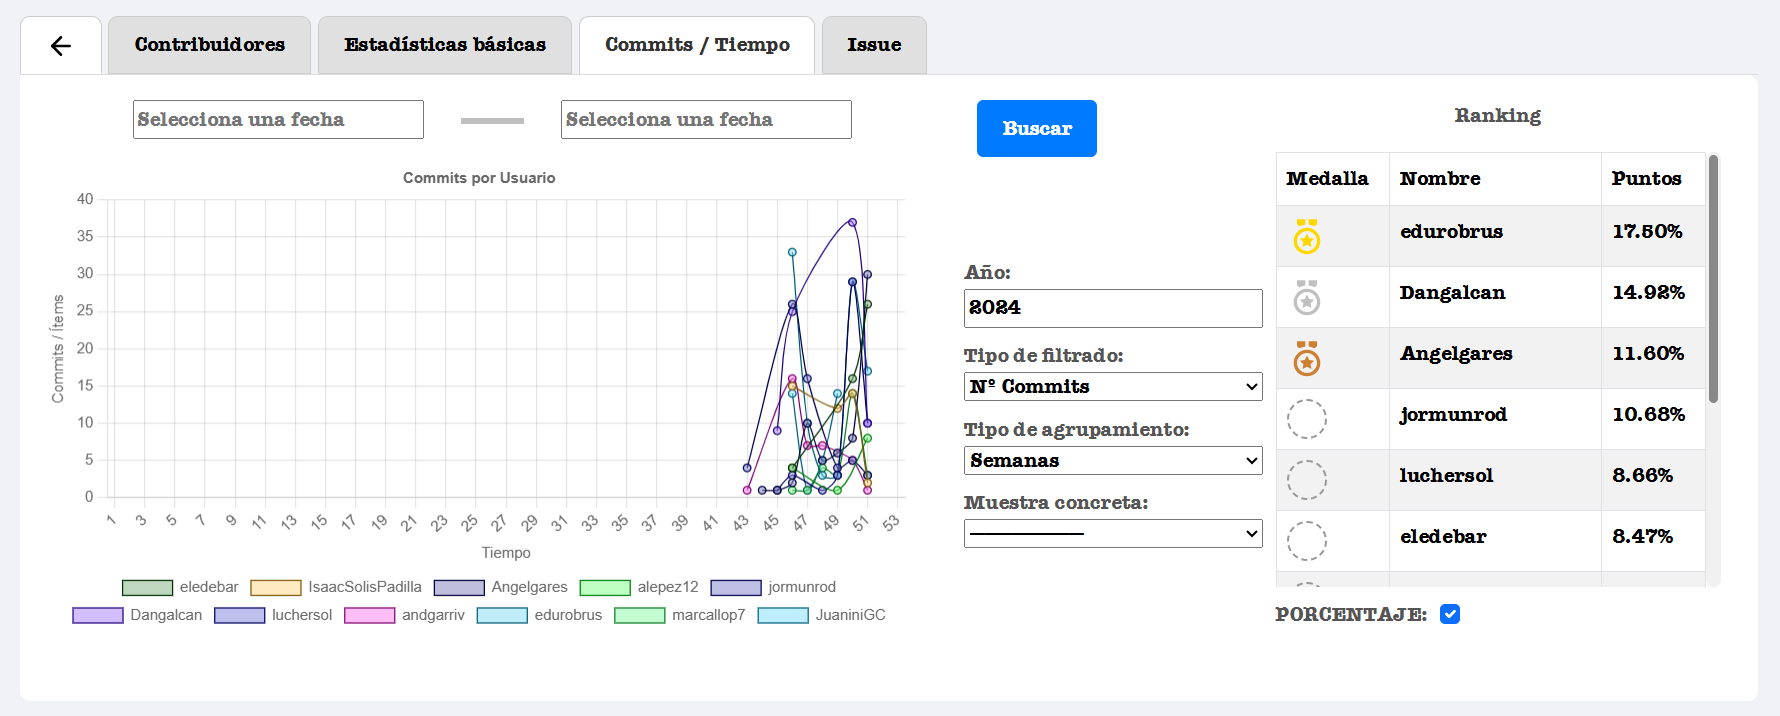 Contribuidores
Estadísticas básicas
Commits / Tiempo
Issue
Selecciona una fecha
Selecciona una fecha
Buscar
Commits por Usuario
Commits / Ítems
40
35
30
25
20
15
10
5
0
1 3 5 7 9 11 13 15 17 19 21 23 25 27 29 31 33 35 37 39 41 43 45 47 49 51 53
Tiempo
eledebar IsaacSolisPadilla Angelgares alepez12 jormunrod
Dangalcan luchersol andgarriv edurobrus marcallop7 JuaniniGC
Año:
2024
Tipo de filtrado:
Nº Commits
Tipo de agrupamiento:
Semanas
Muestra concreta:
Ranking
Medalla Nombre Puntos
edurobrus 17.50%
Dangalcan 14.92%
Angelgares 11.60%
jormunrod 10.68%
luchersol 8.66%
eledebar 8.47%
PORCENTAJE: